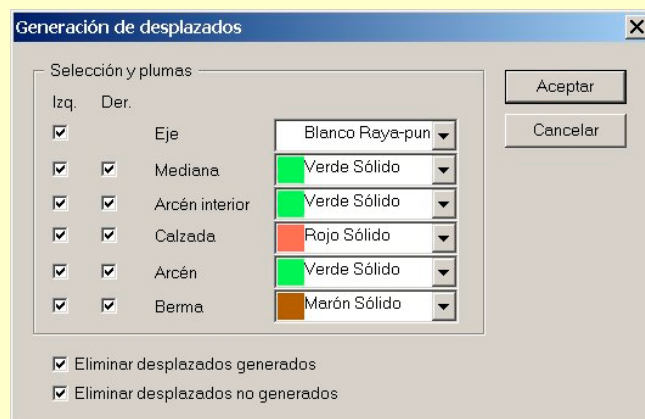 Generación de desplazados
Selección y plumas
Aceptar
Izq. Der.
Cancelar
Eje Blanco Raya-pun
Mediana Verde Sólido
Arcén interior Verde Sólido
Calzada Rojo Sólido
Arcén Verde Sólido
Berma Marón Sólido
Eliminar desplazados generados
Eliminar desplazados no generados